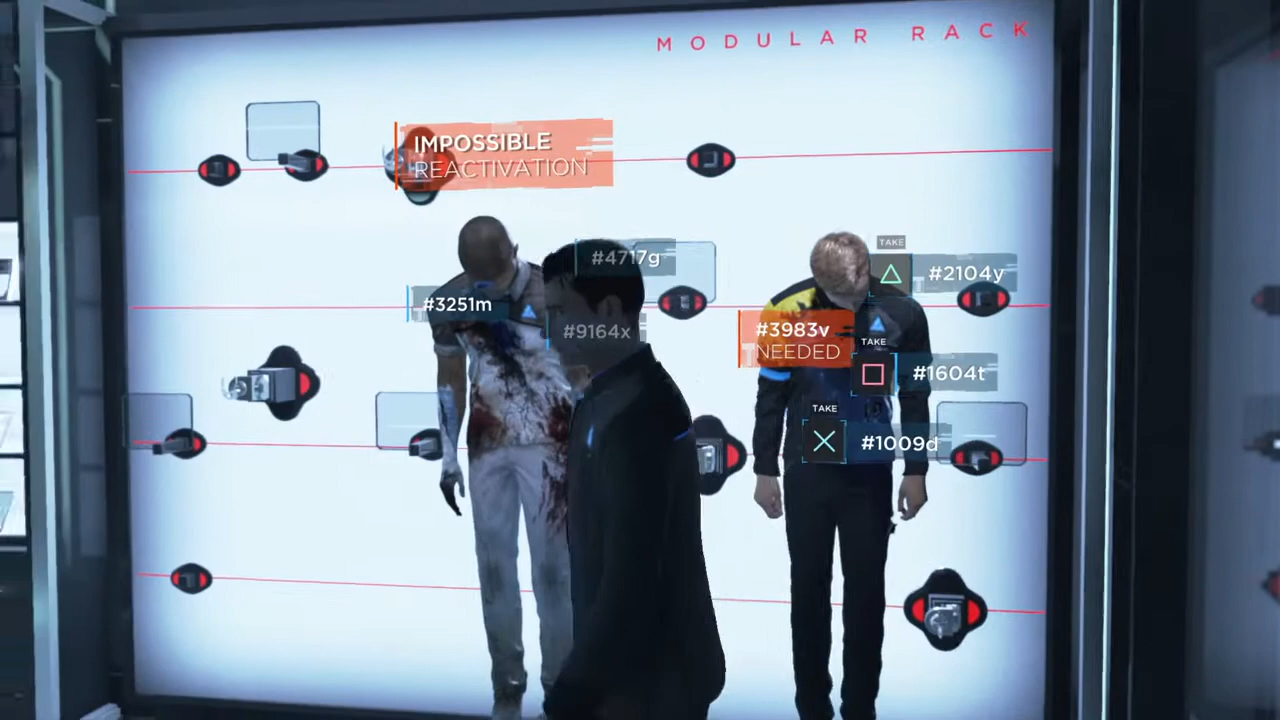 MODULAR RACK
IMPOSSIBLE
REACTIVATION
#4717g
#3251m
#9164x
TAKE
#2104y
#3983v
NEEDED
TAKE
#1604t
TAKE
#1009d